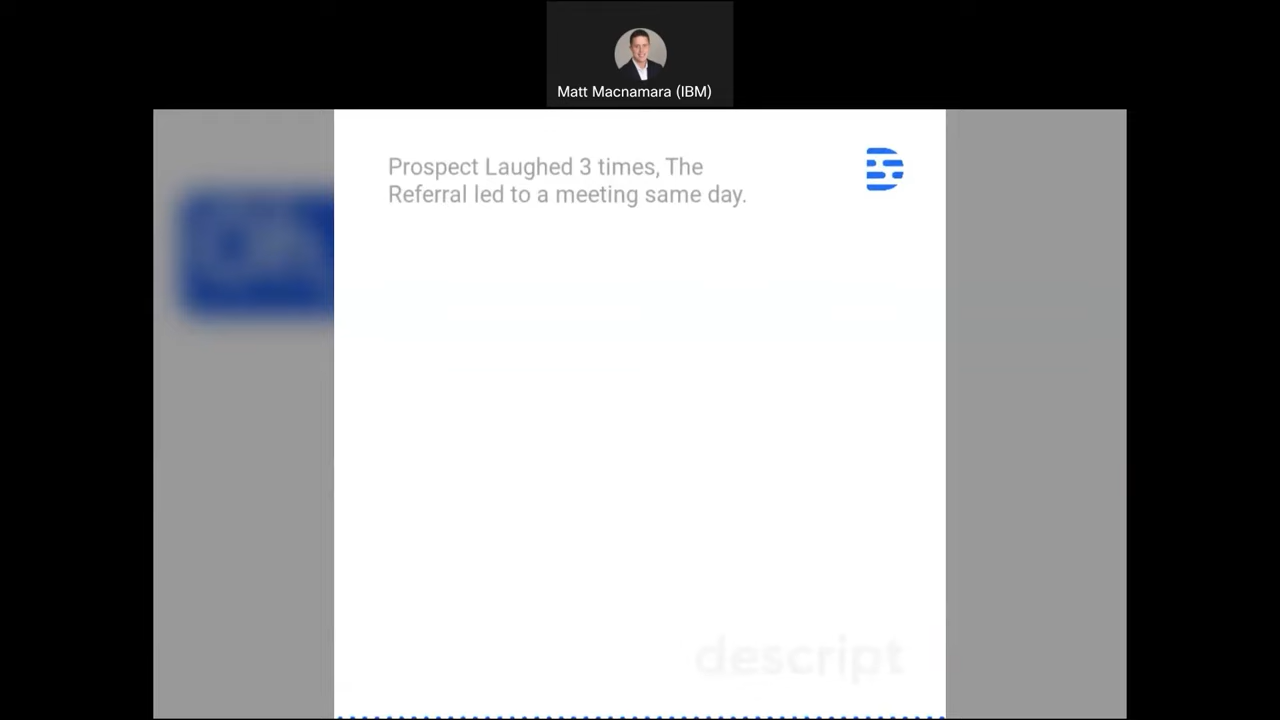 Matt Macnamara (IBM)
Prospect Laughed 3 times, The
Referral led to a meeting same day.
descript